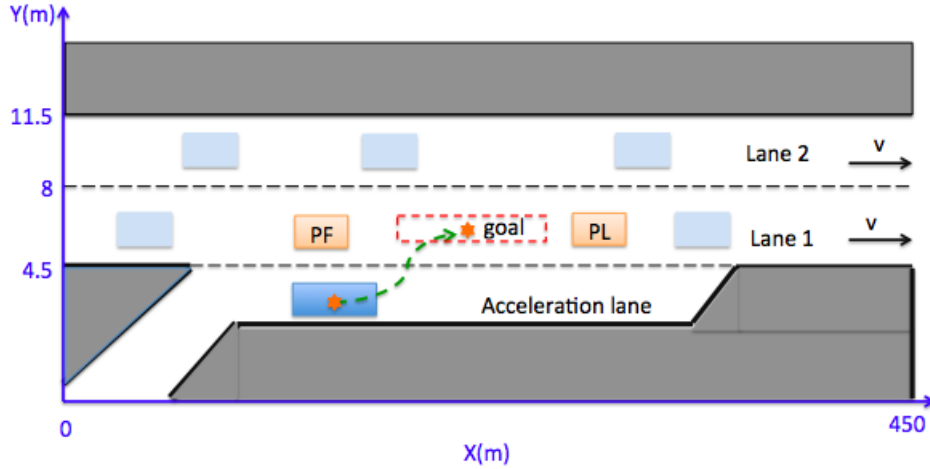 Y(m)
11.5
Lane 2
v
8
PF
goal
PL
Lane 1
v
4.5
Acceleration lane
0
450
X(m)